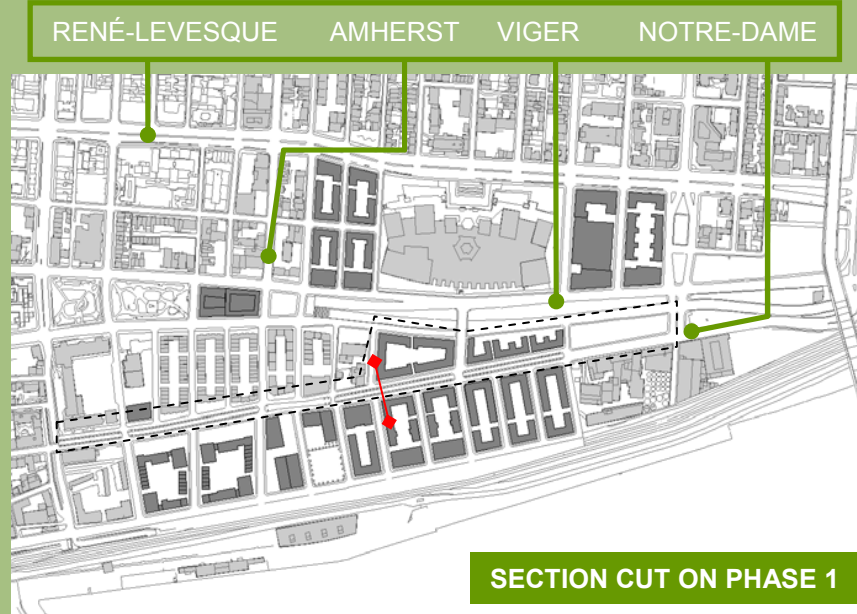 RENÉ-LEVESQUE AMHERST VIGER NOTRE-DAME
SECTION CUT ON PHASE 1